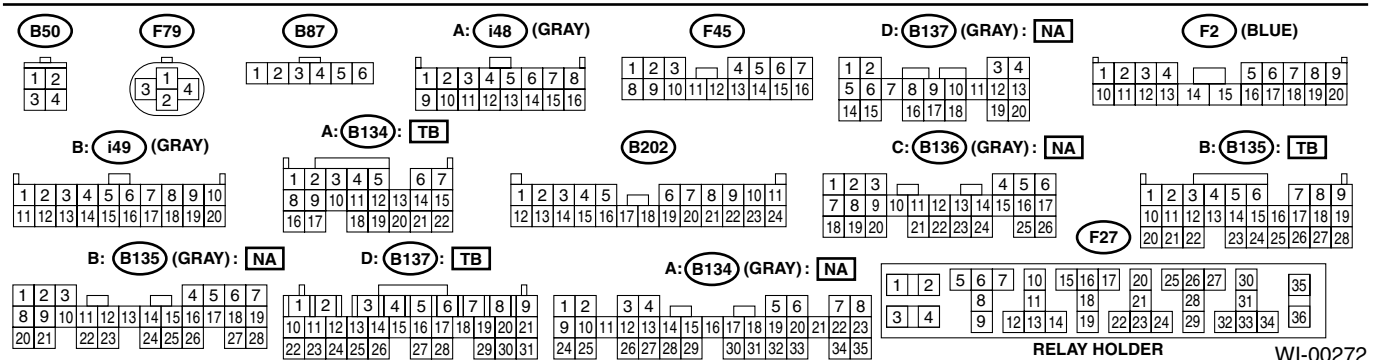 B50 F79 B87 A: i48 (GRAY) F45 D: B137 (GRAY): NA F2 (BLUE)
1 2
3 4
1
3 4
2
1 2 3 4 5 6
1 2 3 4 5 6 7 8
9 10 11 12 13 14 15 16
1 2 3 4 5 6 7
8 9 10 11 12 13 14 15 16
1 2 3 4
5 6 7 8 9 10 11 12 13
14 15 16 17 18 19 20
1 2 3 4 5 6 7 8 9
10 11 12 13 14 15 16 17 18 19 20
B: i49 (GRAY) A: B134: TB B202 C: B136 (GRAY): NA B: B135: TB
1 2 3 4 5 6 7 8 9 10
11 12 13 14 15 16 17 18 19 20
1 2 3 4 5 6 7
8 9 10 11 12 13 14 15
16 17 18 19 20 21 22
1 2 3 4 5 6 7 8 9 10 11
12 13 14 15 16 17 18 19 20 21 22 23 24
1 2 3 4 5 6
7 8 9 10 11 12 13 14 15 16 17
18 19 20 21 22 23 24 25 26
1 2 3 4 5 6 7 8 9
10 11 12 13 14 15 16 17 18 19
20 21 22 23 24 25 26 27 28
B: B135 (GRAY): NA D: B137: TB A: B134 (GRAY): NA F27
1 2 3 4 5 6 7
8 9 10 11 12 13 14 15 16 17 18 19
20 21 22 23 24 25 26 27 28
1 2 3 4 5 6 7 8 9
10 11 12 13 14 15 16 17 18 19 20 21
22 23 24 25 26 27 28 29 30 31
1 2 3 4 5 6 7 8
9 10 11 12 13 14 15 16 17 18 19 20 21 22 23
24 25 26 27 28 29 30 31 32 33 34 35
1 2 5 6 7 10 15 16 17 20 25 26 27 30 35
8 11 18 21 28 31
3 4 9 12 13 14 19 22 23 24 29 32 33 34 36
RELAY HOLDER
WI-00272